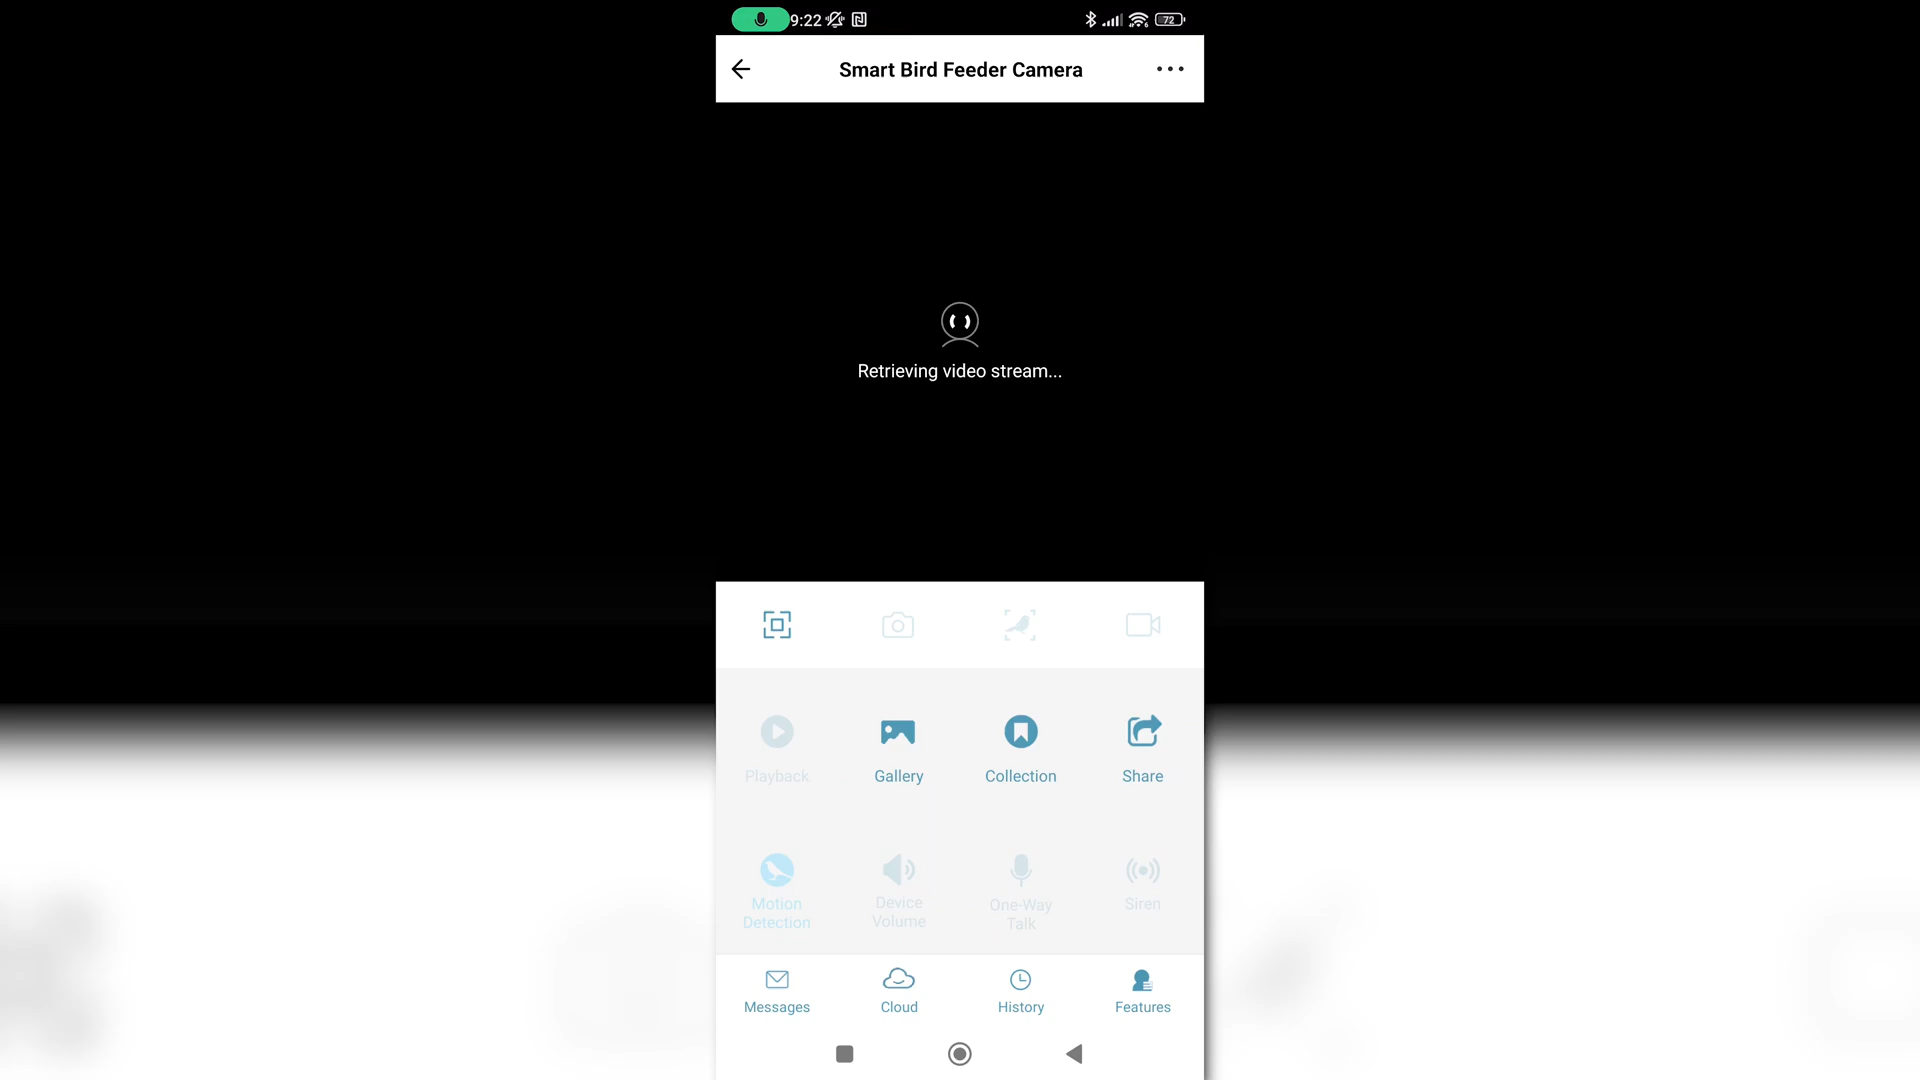 9:22
72
Smart Bird Feeder Camera
Retrieving video stream...
Playback
Gallery
Collection
Share
Motion
Detection
Device
Volume
One-Way
Talk
Siren
Messages
Cloud
History
Features